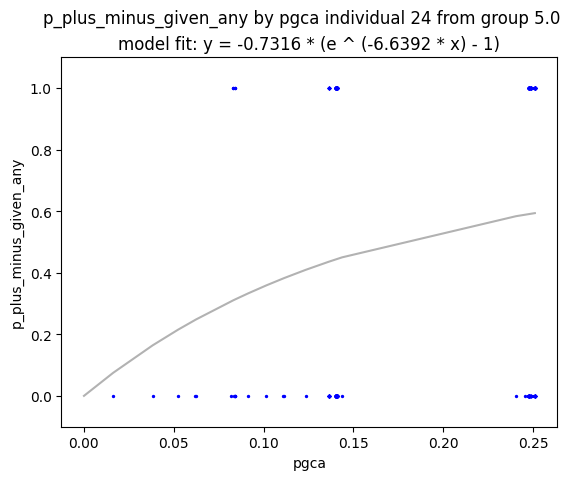 p_plus_minus_given_any by pgca individual 24 from group 5.0
model fit: y = -0.7316 * (e ^ (-6.6392 * x) - 1)
1.0
0.8
0.6
0.4
0.2
0.0
p_plus_minus_given_any
0.00 0.05 0.10 0.15 0.20 0.25
pgca